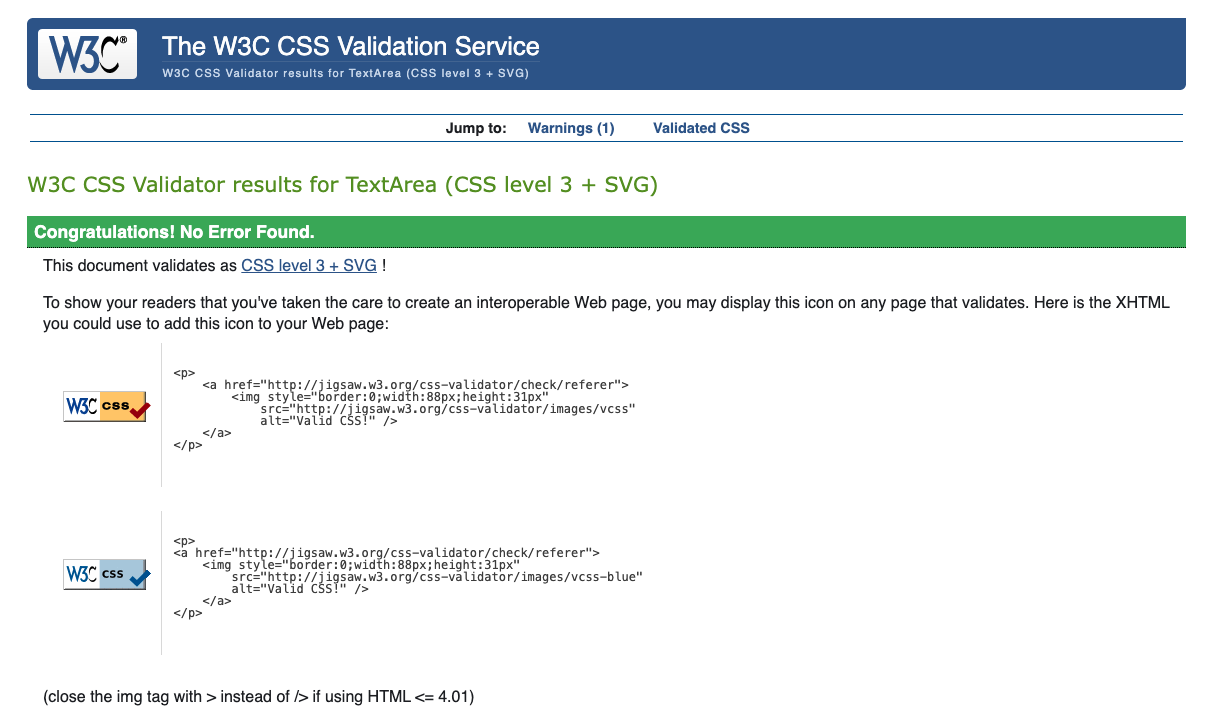 W3C®
The W3C CSS Validation Service
W3C CSS Validator results for TextArea (CSS level 3 + SVG)
Jump to: Warnings (1) Validated CSS
W3C CSS Validator results for TextArea (CSS level 3 + SVG)
Congratulations! No Error Found.
This document validates as CSS level 3 + SVG !
To show your readers that you've taken the care to create an interoperable Web page, you may display this icon on any page that validates. Here is the XHTML
you could use to add this icon to your Web page:
W3C css
<p>
    <a href="http://jigsaw.w3.org/css-validator/check/referer">
        <img style="border:0;width:88px;height:31px"
            src="http://jigsaw.w3.org/css-validator/images/vcss"
            alt="Valid CSS!" />
    </a>
</p>
W3C css
<p>
<a href="http://jigsaw.w3.org/css-validator/check/referer">
    <img style="border:0;width:88px;height:31px"
        src="http://jigsaw.w3.org/css-validator/images/vcss-blue"
        alt="Valid CSS!" />
    </a>
</p>
(close the img tag with > instead of /> if using HTML <= 4.01)